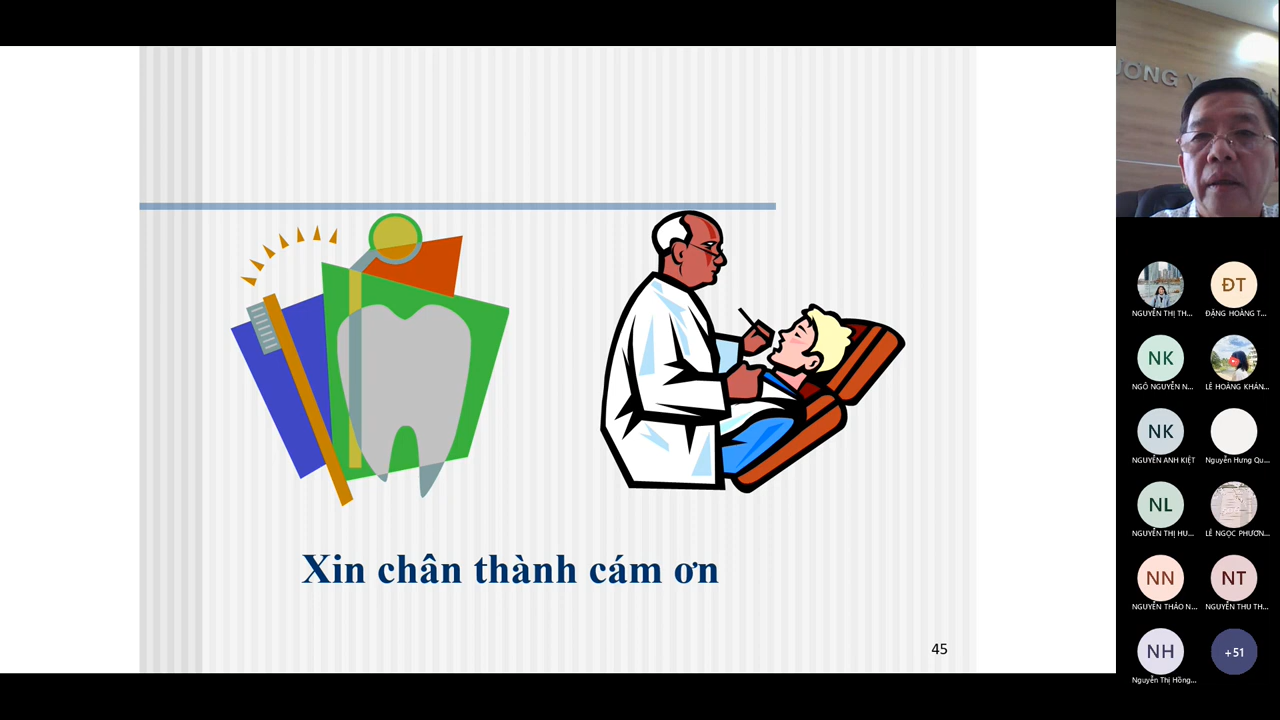 Xin chân thành cám ơn
45
ƯƠNG Y
NGUYỄN THỊ TH...
ĐT
ĐẶNG HOÀNG T...
NK
NGÔ NGUYỄN N...
LÊ HOÀNG KHÁN...
NK
NGUYỄN ANH KIỆT
Nguyễn Hưng Qu...
NL
NGUYỄN THỊ HU...
LÊ NGỌC PHƯƠN...
NN
NGUYỄN THẢO N...
NT
NGUYỄN THU TH...
NH
Nguyễn Thị Hồng...
+51